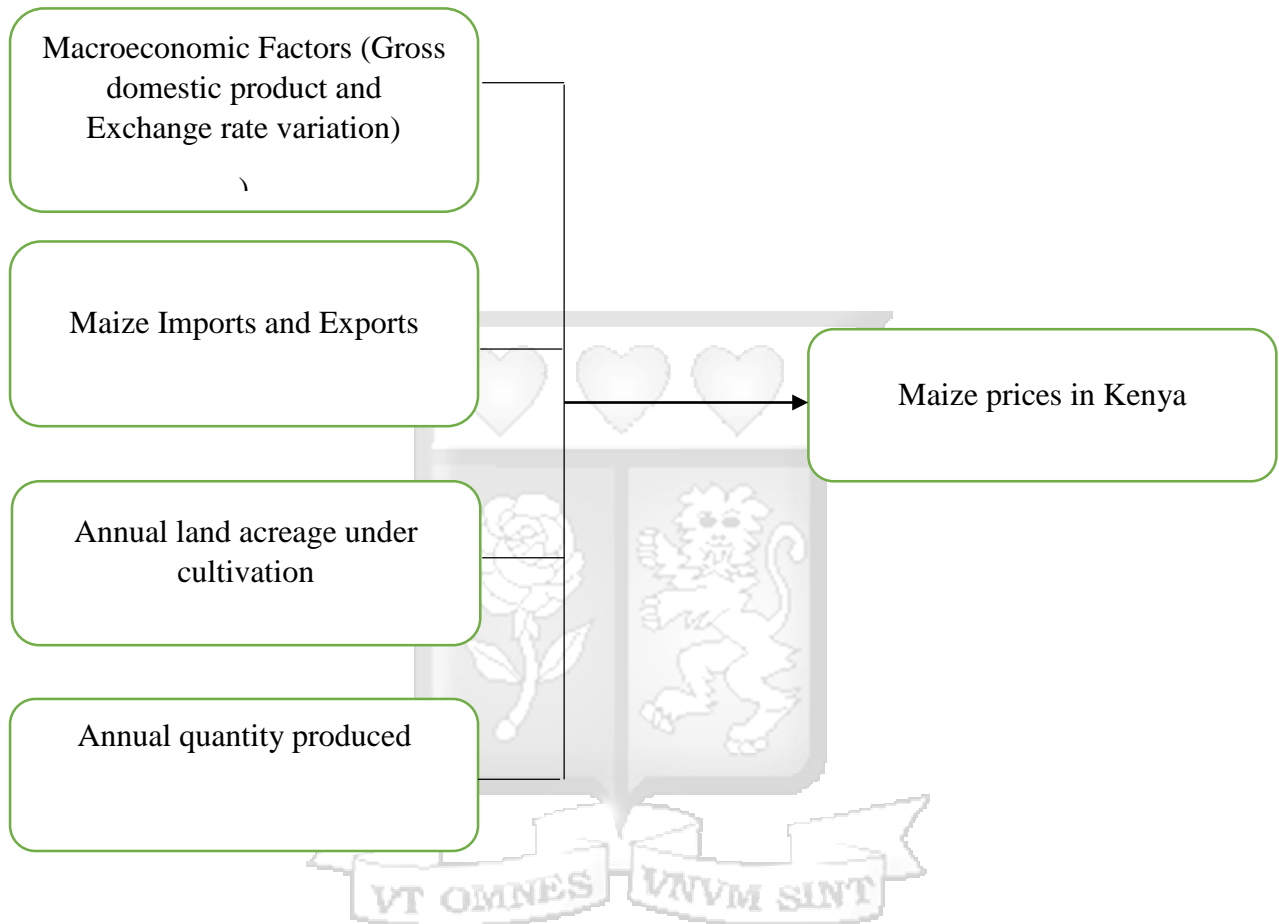 Macroeconomic Factors (Gross
domestic product and
Exchange rate variation)
)
Maize Imports and Exports
Maize prices in Kenya
Annual land acreage under
cultivation
Annual quantity produced
VT OMNES VNVM SINT